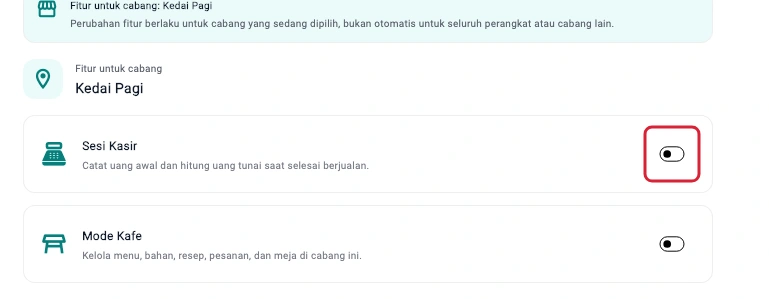 Fitur untuk cabang: Kedai Pagi
Perubahan fitur berlaku untuk cabang yang sedang dipilih, bukan otomatis untuk seluruh perangkat atau cabang lain.
Fitur untuk cabang
Kedai Pagi
Sesi Kasir
Catat uang awal dan hitung uang tunai saat selesai berjualan.
Mode Kafe
Kelola menu, bahan, resep, pesanan, dan meja di cabang ini.